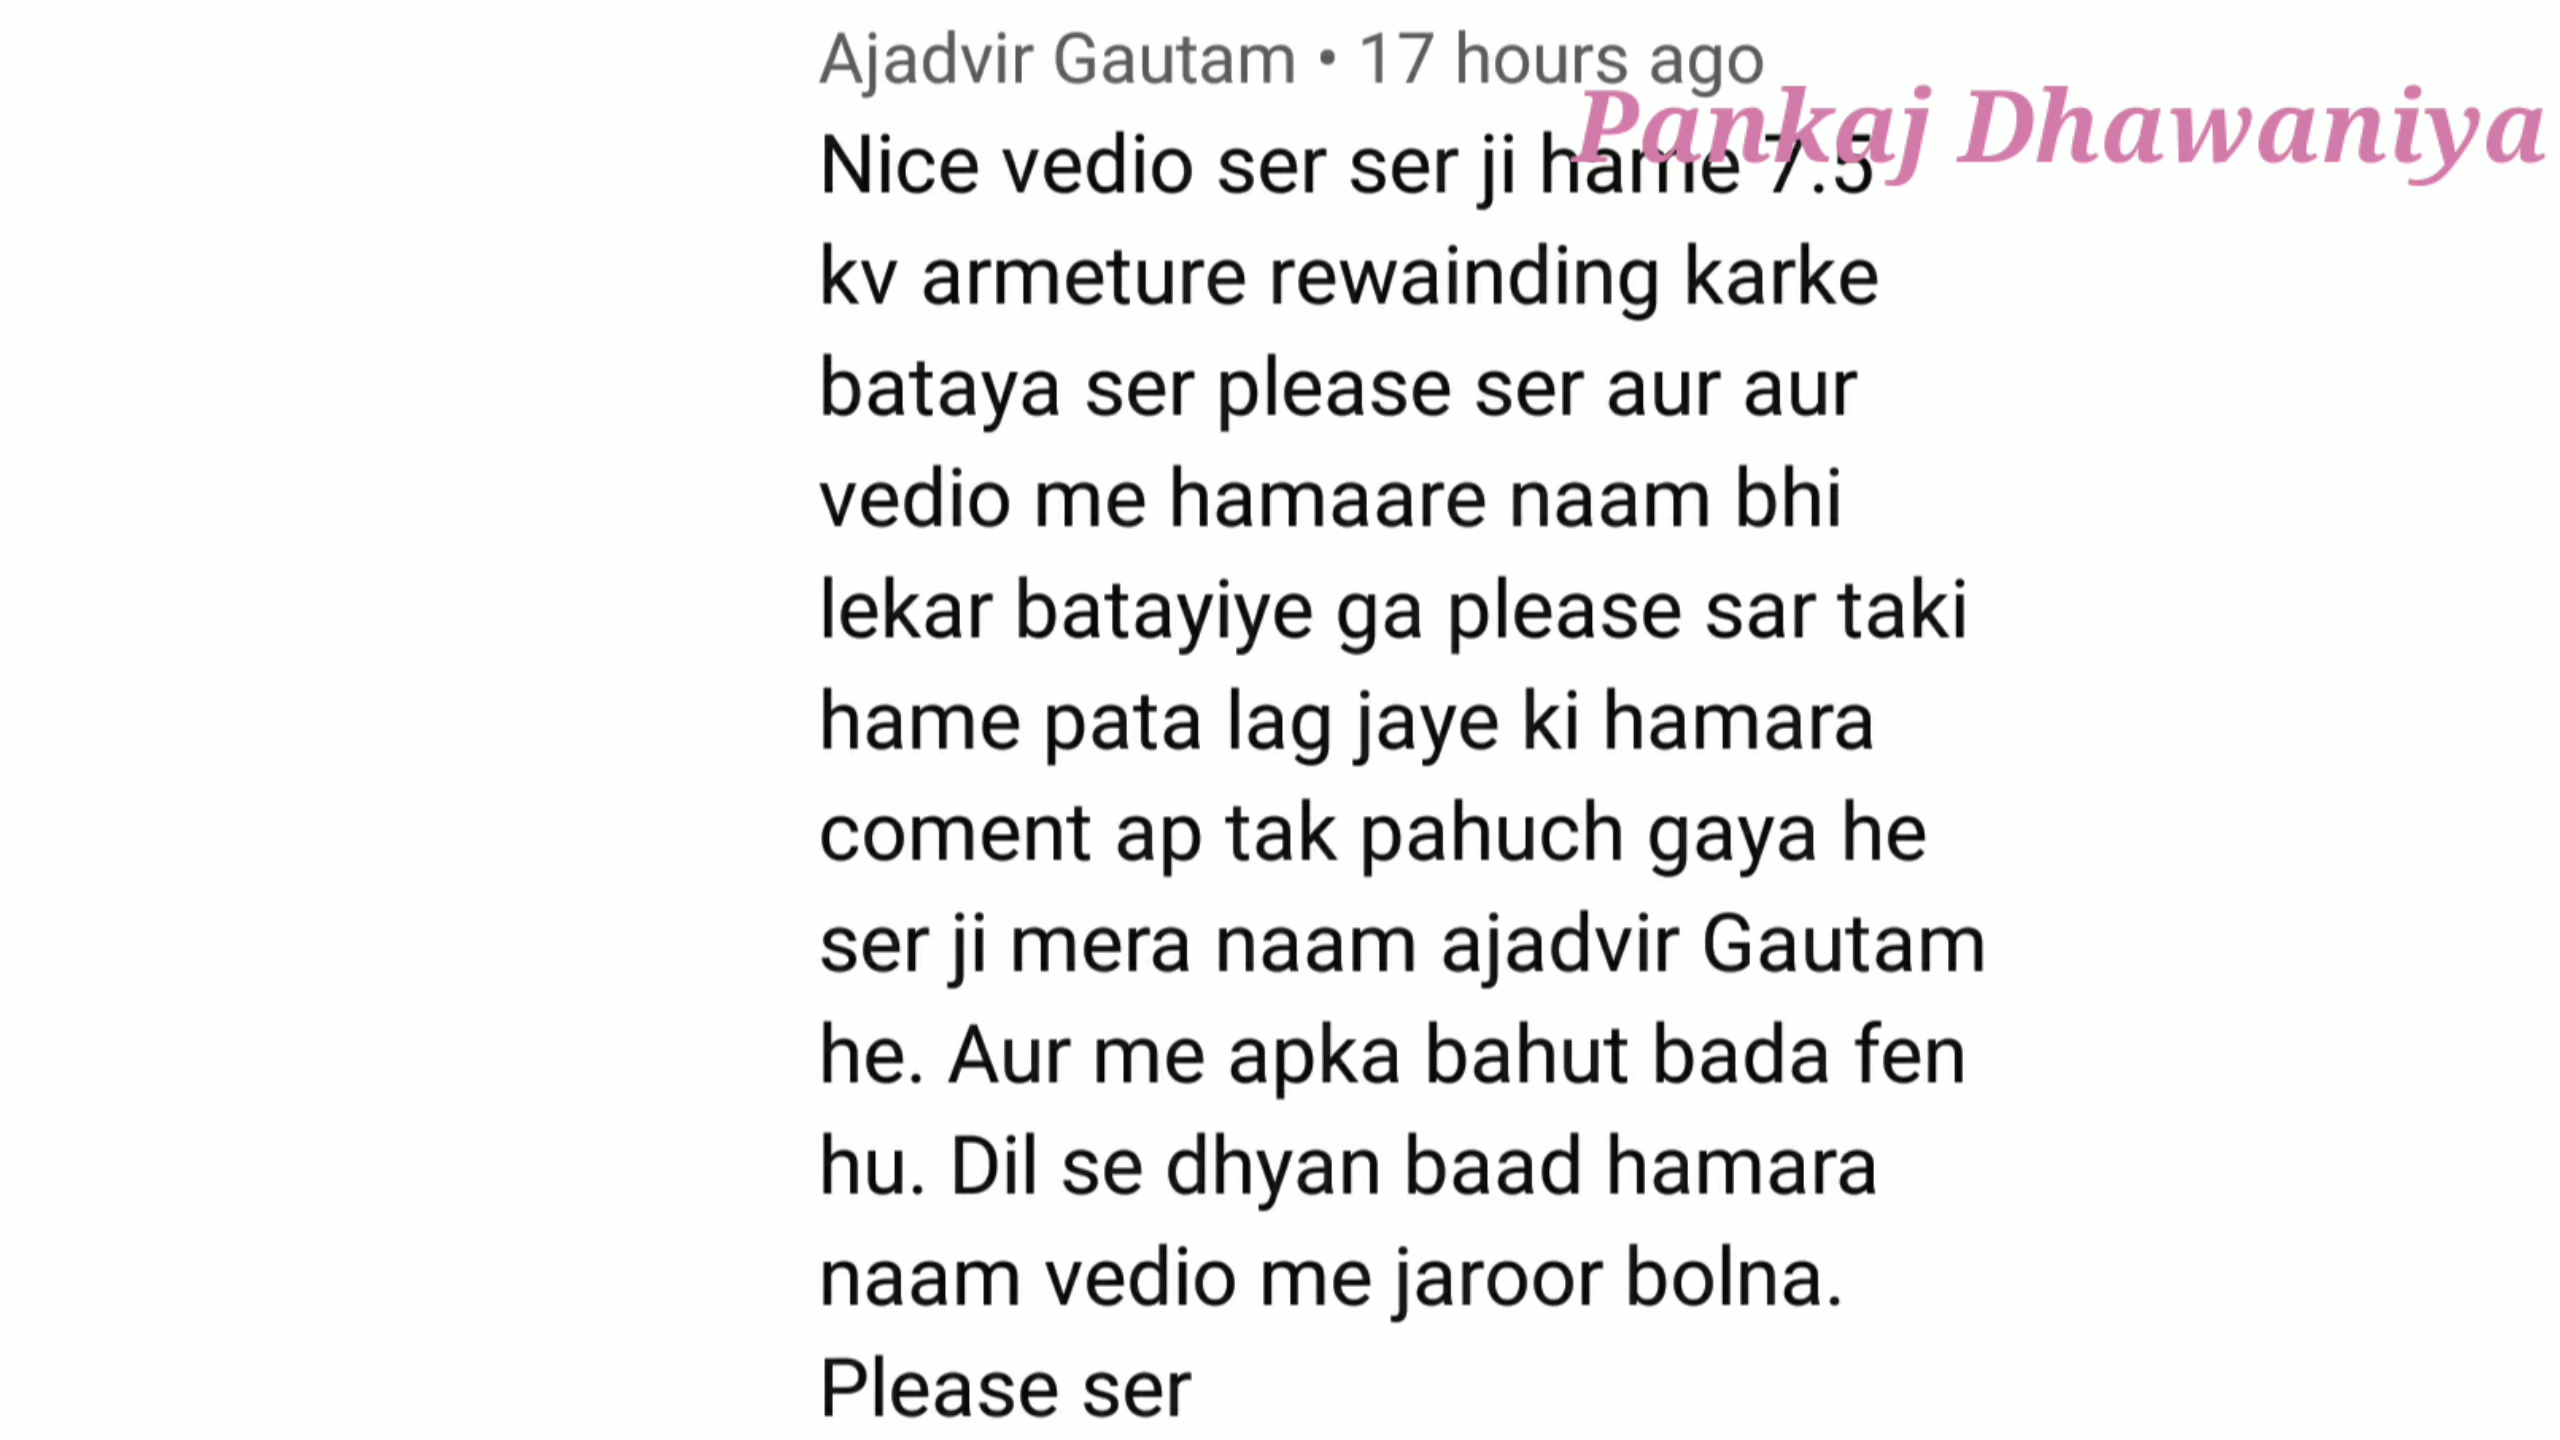 Ajadvir Gautam • 17 hours ago
Pankaj Dhawaniya
Nice vedio ser ser ji hame 7.5
kv armeture rewainding karke
bataya ser please ser aur aur
vedio me hamaare naam bhi
lekar batayiye ga please sar taki
hame pata lag jaye ki hamara
coment ap tak pahuch gaya he
ser ji mera naam ajadvir Gautam
he. Aur me apka bahut bada fen
hu. Dil se dhyan baad hamara
naam vedio me jaroor bolna.
Please ser